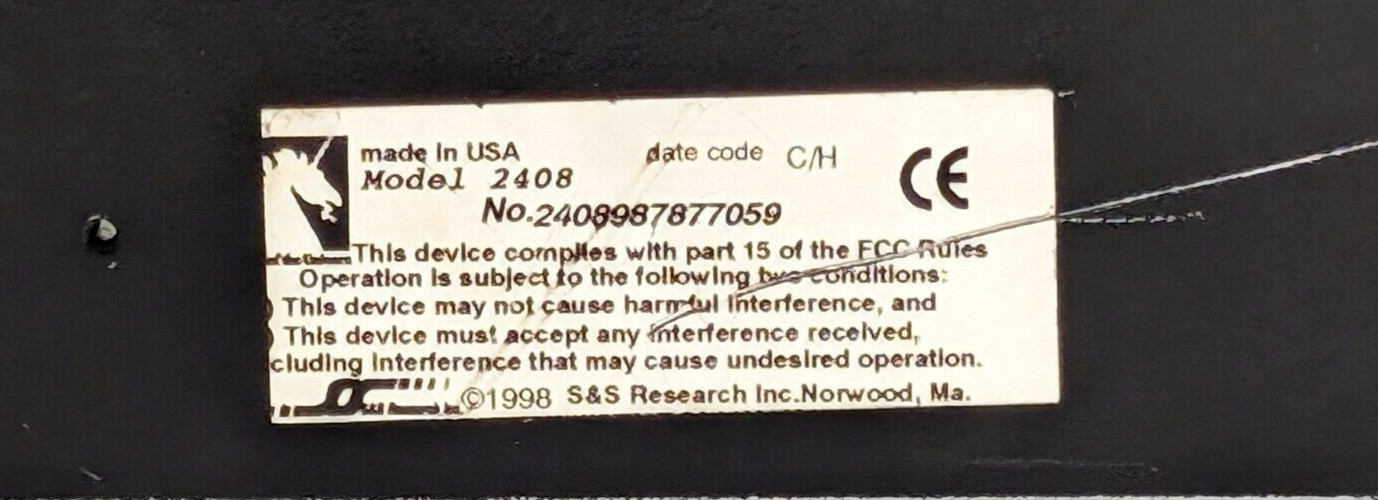 made in USA date code C/H CE
Model 2408
No.2408987877059
This device complies with part 15 of the FCC Rules
Operation is subject to the following two conditions:
) This device may not cause harmful interference, and
) This device must accept any interference received,
cluding interference that may cause undesired operation.
©1998 S&S Research Inc.Norwood, Ma.